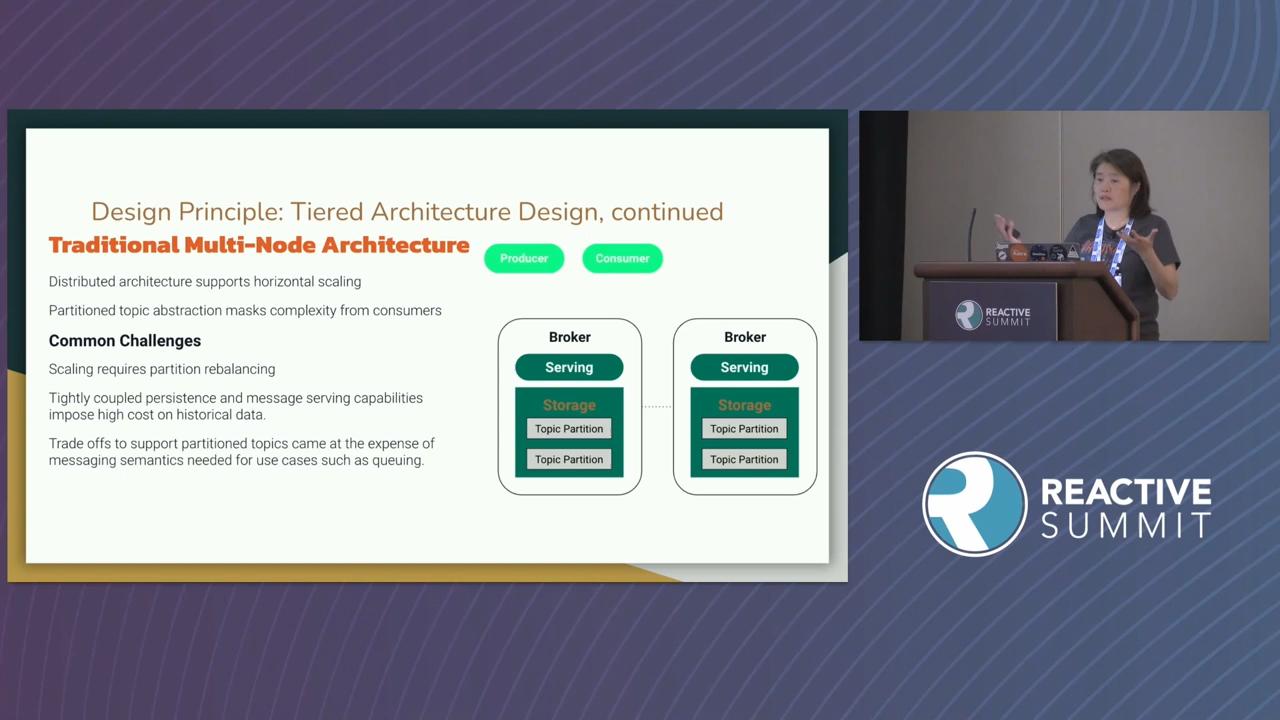 Design Principle: Tiered Architecture Design, continued
Traditional Multi-Node Architecture
Distributed architecture supports horizontal scaling
Partitioned topic abstraction masks complexity from consumers
Common Challenges
Scaling requires partition rebalancing
Tightly coupled persistence and message serving capabilities
impose high cost on historical data.
Trade offs to support partitioned topics came at the expense of
messaging semantics needed for use cases such as queuing.
Producer
Consumer
Broker
Serving
Storage
Topic Partition
Topic Partition
Broker
Serving
Storage
Topic Partition
Topic Partition
REACTIVE
SUMMIT
REACTIVE
SUMMIT